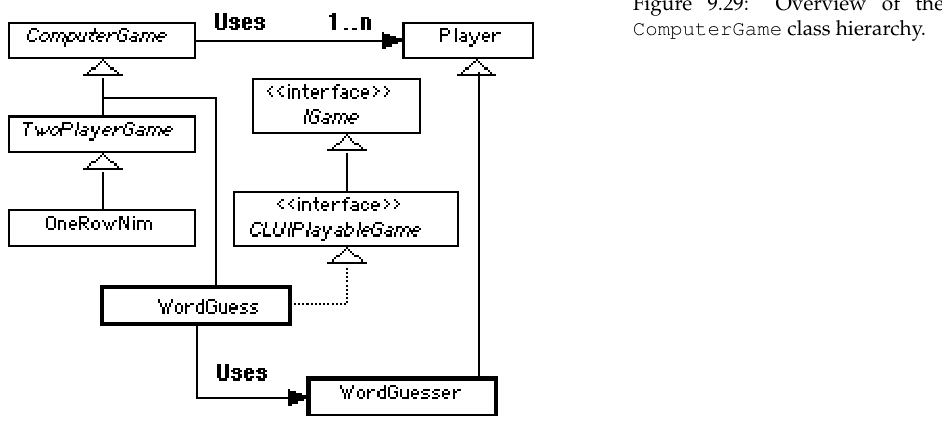 Figure 9.29: Overview of the
ComputerGame class hierarchy.
Uses
1..n
ComputerGame
Player
<<interface>>
IGame
TwoPlayerGame
<<interface>>
CLUIPlayableGame
OneRowNim
WordGuess
Uses
WordGuesser